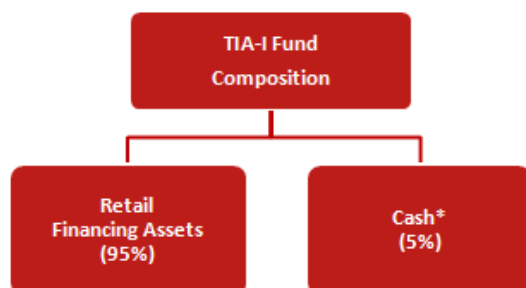 TIA-I Fund
Composition
Retail
Financing Assets
(95%)
Cash*
(5%)